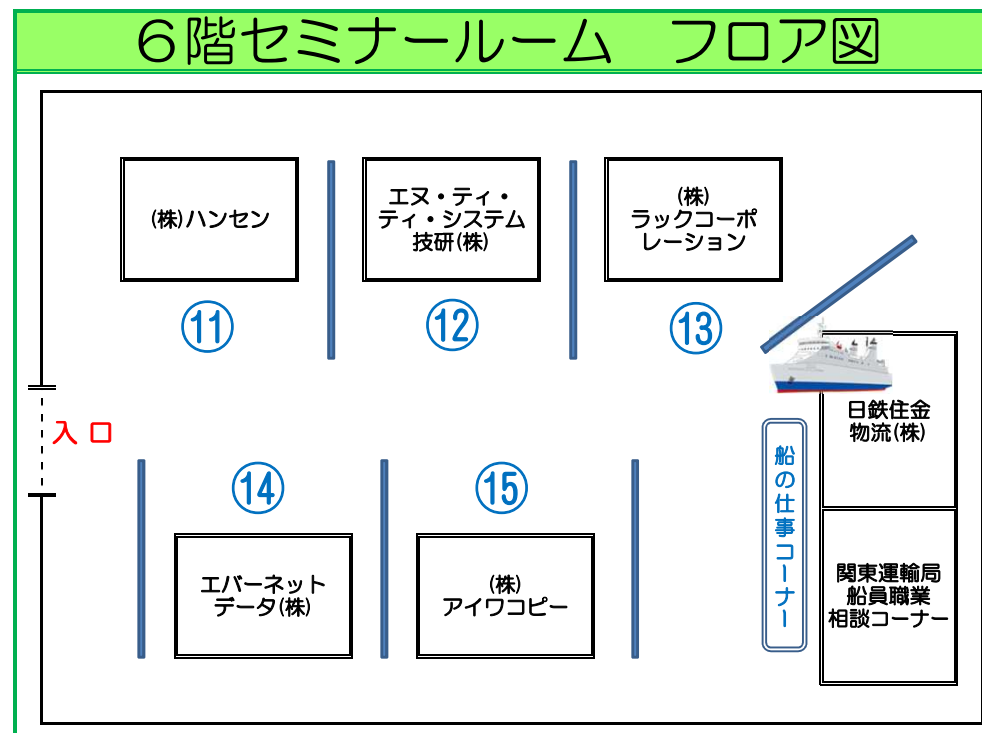 6階セミナールーム　フロア図
(株)ハンセン
エヌ・ティ・
ティ・システム
技研(株)
(株)
ラックコーポ
レーション
⑪
⑫
⑬
入口
日鉄住金
物流(株)
船の仕事コーナー
⑭
⑮
エバーネット
データ(株)
(株)
アイワコピー
関東運輸局
船員職業
相談コーナー